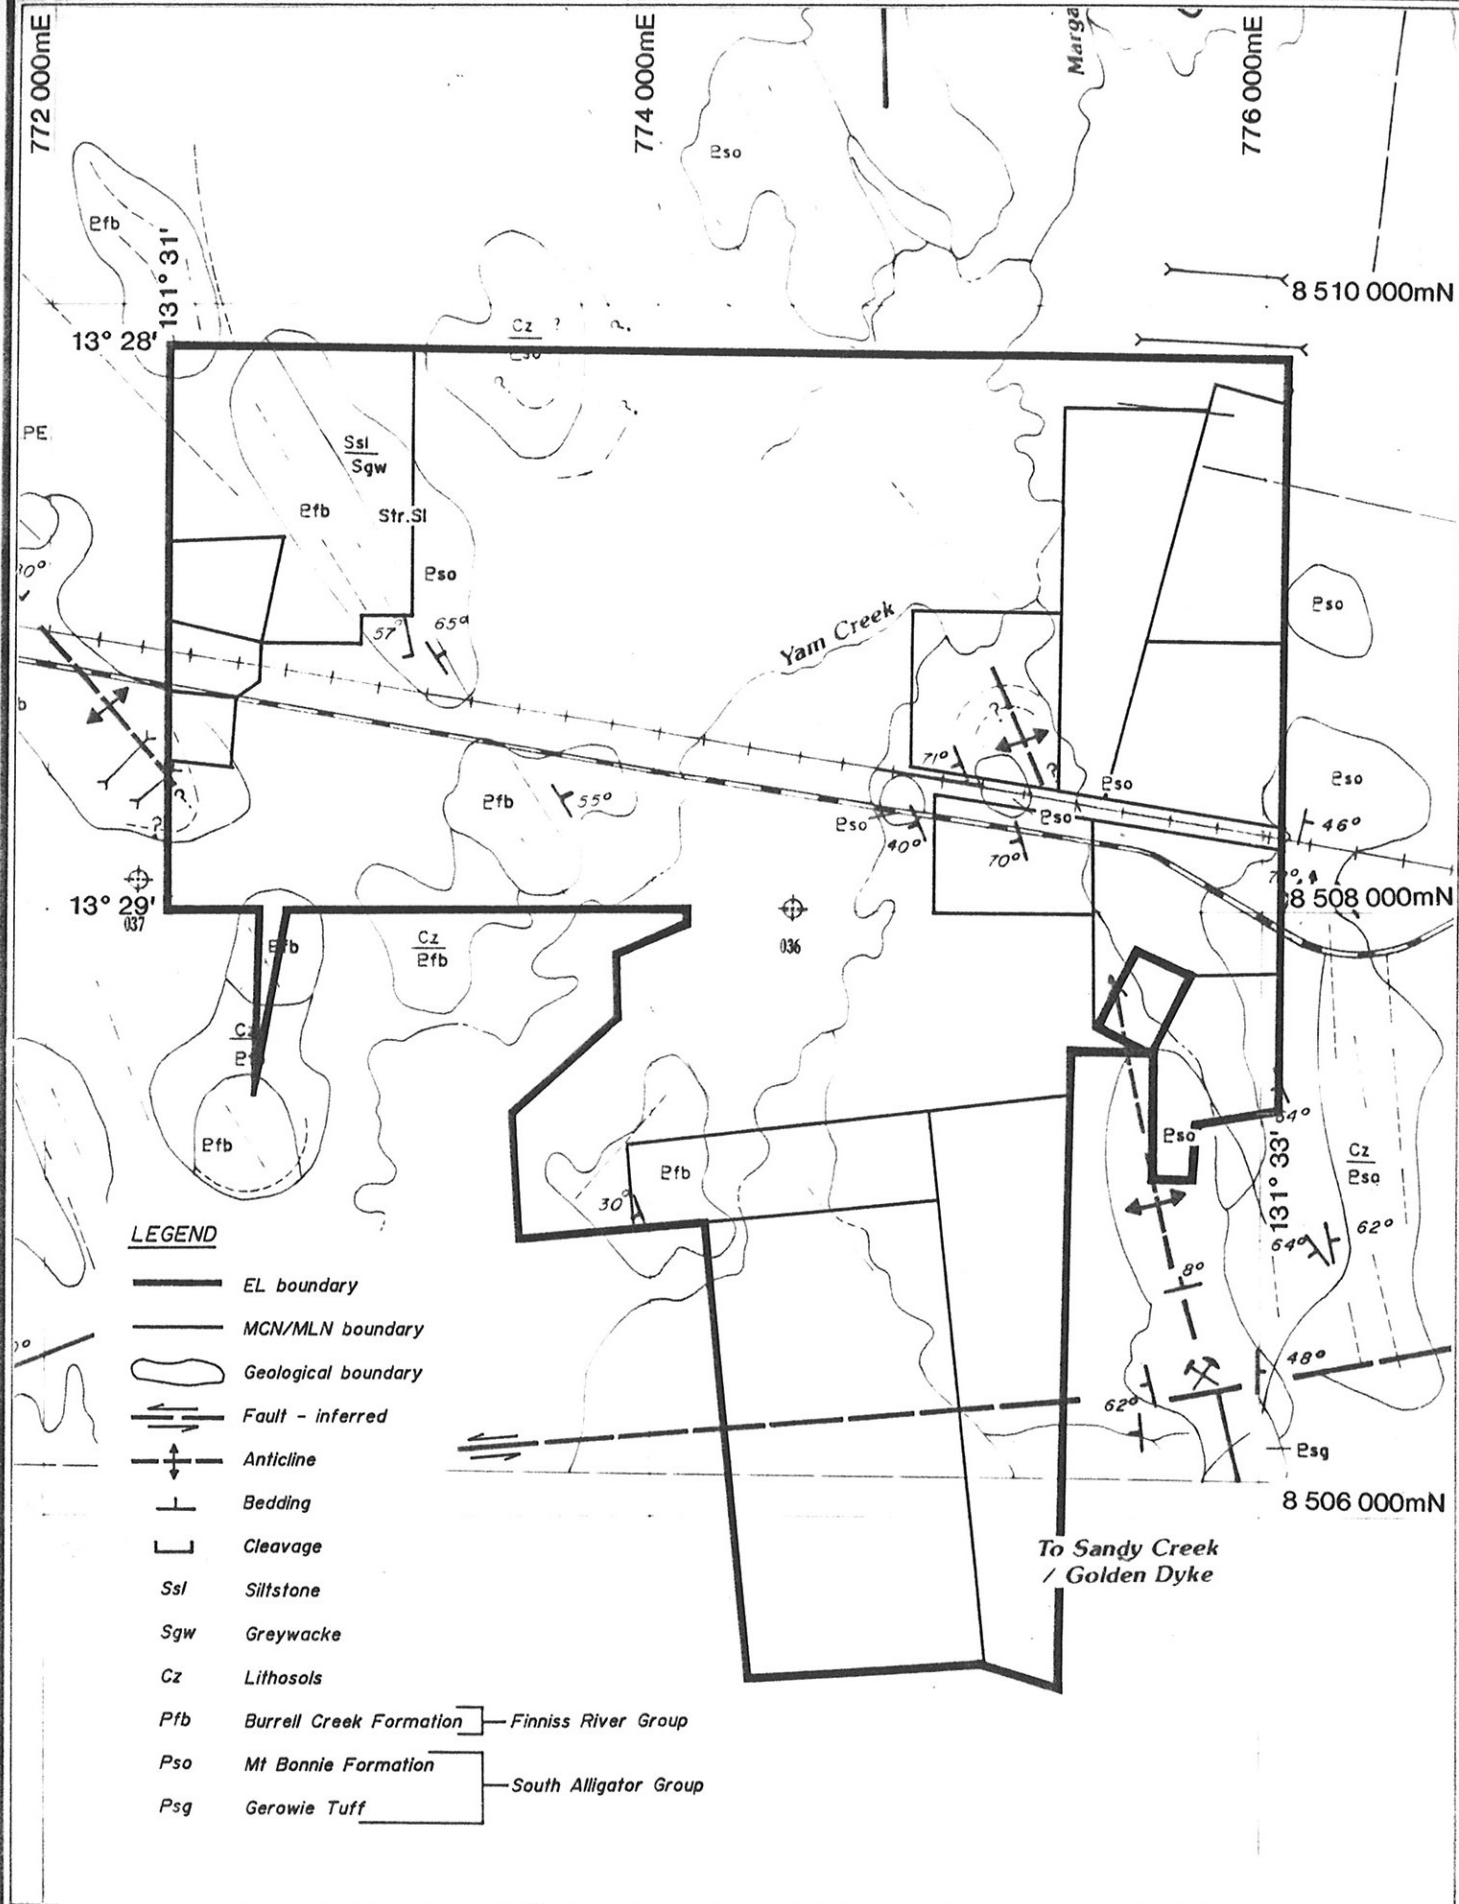 772 000mE
774 000mE
Marga
776 000mE
Pso
Pfb
131° 31'
8 510 000mN
13° 28'
Cz ?
Pso
?
?
?
PE
Ssl
Sgw
Pfb
Str.Sl
Pso
Pso
57°
65°
Yam Creek
71°
?
?
Pso
Pso
Pfb
55°
Pso
Pso
40°
70°
46°
?
?
13° 29'
037
8 508 000mN
036
Pfb
Cz
Pfb
Cz
Pfb
Pso
64°
131° 33'
Cz
Pso
Pfb
30°
62°
64°
8°
48°
62°
Psg
8 506 000mN
To Sandy Creek
/ Golden Dyke
LEGEND
EL boundary
MCN/MLN boundary
Geological boundary
Fault - inferred
Anticline
Bedding
Cleavage
Ssl Siltstone
Sgw Greywacke
Cz Lithosols
Pfb Burrell Creek Formation Finniss River Group
Pso Mt Bonnie Formation
South Alligator Group
Psg Gerowie Tuff